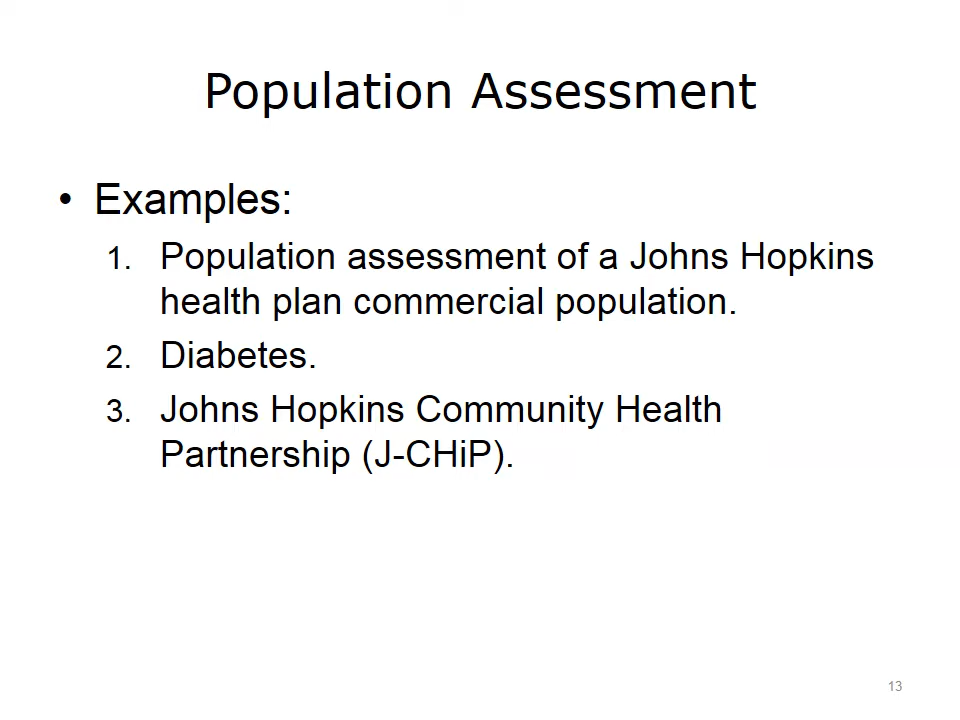 Population Assessment
• Examples:
1. Population assessment of a Johns Hopkins
health plan commercial population.
2. Diabetes.
3. Johns Hopkins Community Health
Partnership (J-CHiP).
13